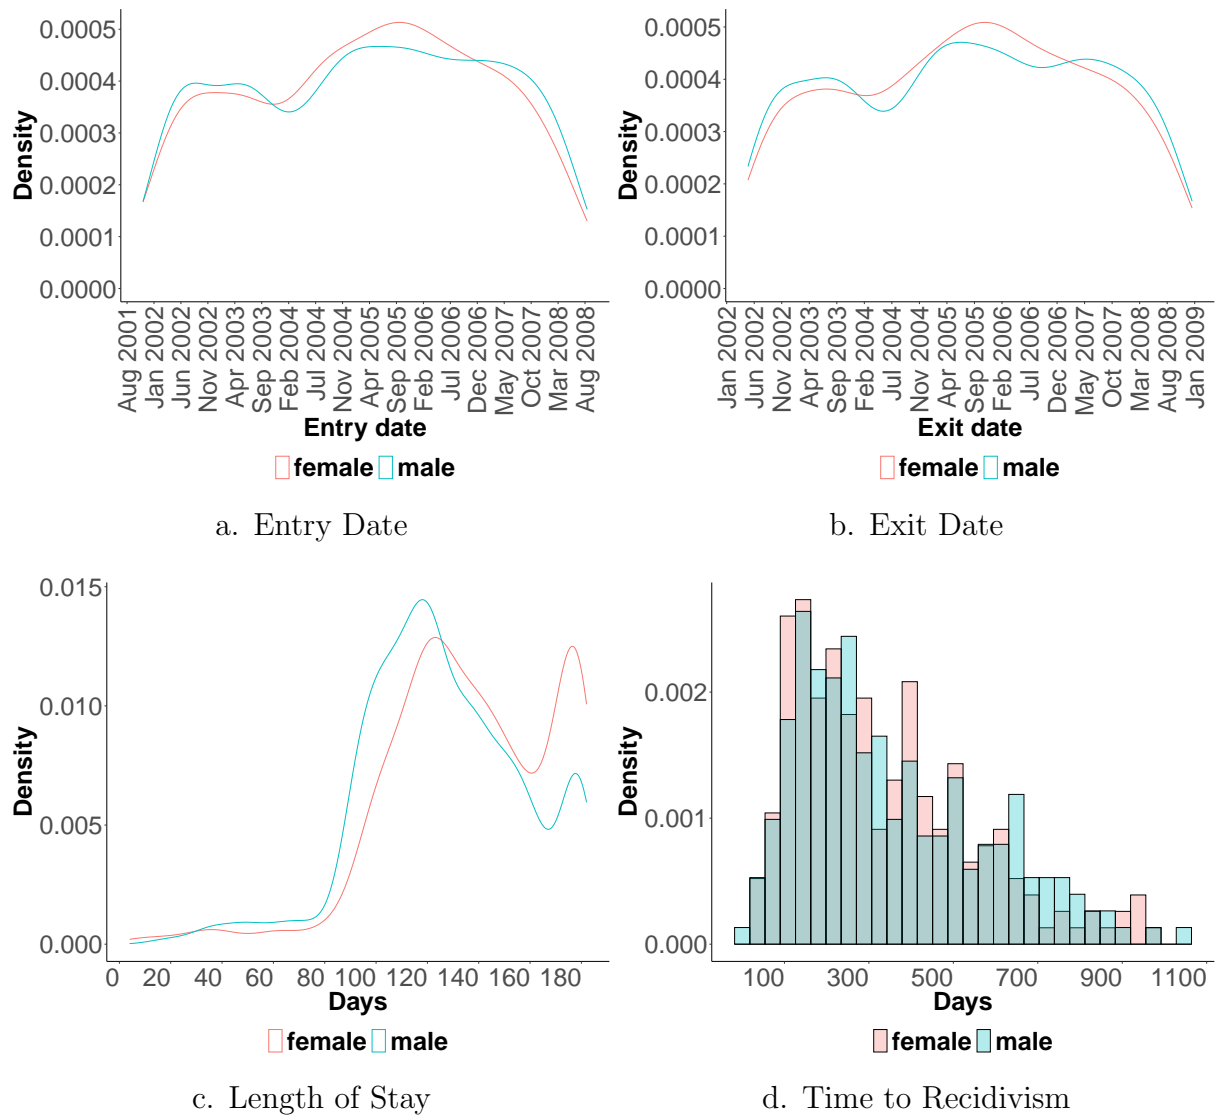 0.0005
0.0004
0.0003
0.0002
0.0001
0.0000
Density
Aug 2001
Jan 2002
Jun 2002
Nov 2002
Apr 2003
Sep 2003
Feb 2004
Jul 2004
Nov 2004
Apr 2005
Sep 2005
Feb 2006
Jul 2006
Dec 2006
May 2007
Oct 2007
Mar 2008
Aug 2008
Entry date
female male
a. Entry Date
0.0005
0.0004
0.0003
0.0002
0.0001
0.0000
Density
Jan 2002
Jun 2002
Nov 2002
Apr 2003
Sep 2003
Feb 2004
Jul 2004
Nov 2004
Apr 2005
Sep 2005
Feb 2006
Jul 2006
Dec 2006
May 2007
Oct 2007
Mar 2008
Aug 2008
Jan 2009
Exit date
female male
b. Exit Date
0.015
0.010
0.005
0.000
Density
0 20 40 60 80 100 120 140 160 180
Days
female male
c. Length of Stay
0.002
0.001
0.000
Density
100 300 500 700 900 1100
Days
female male
d. Time to Recidivism